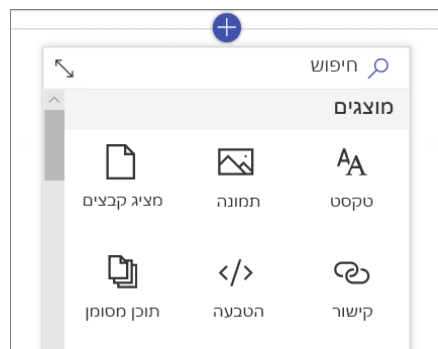 חיפוש
מוצגים
טקסט תמונה מציג קבצים
קישור הטבעה תוכן מסומן